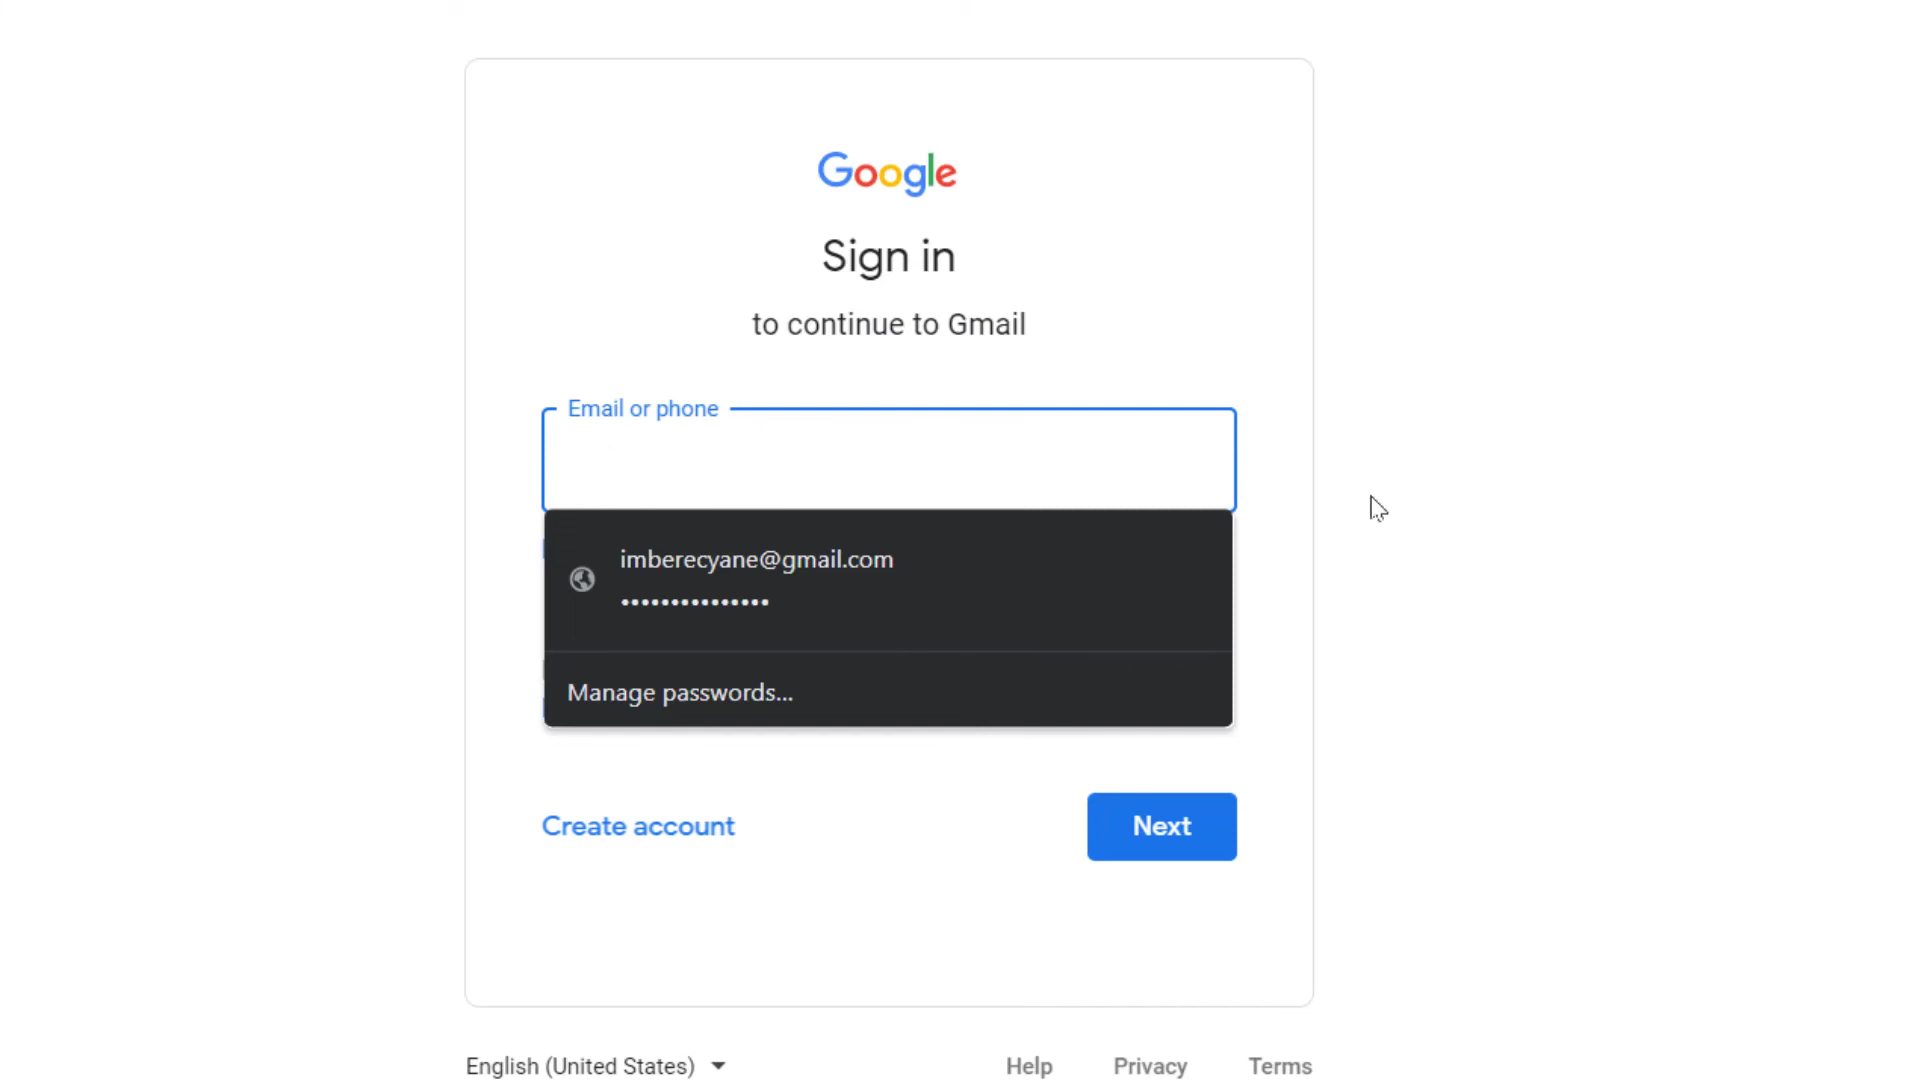 Google
Sign in
to continue to Gmail
Email or phone
imberecyane@gmail.com
•••••••••••••••
Manage passwords...
Create account
Next
English (United States)
Help
Privacy
Terms